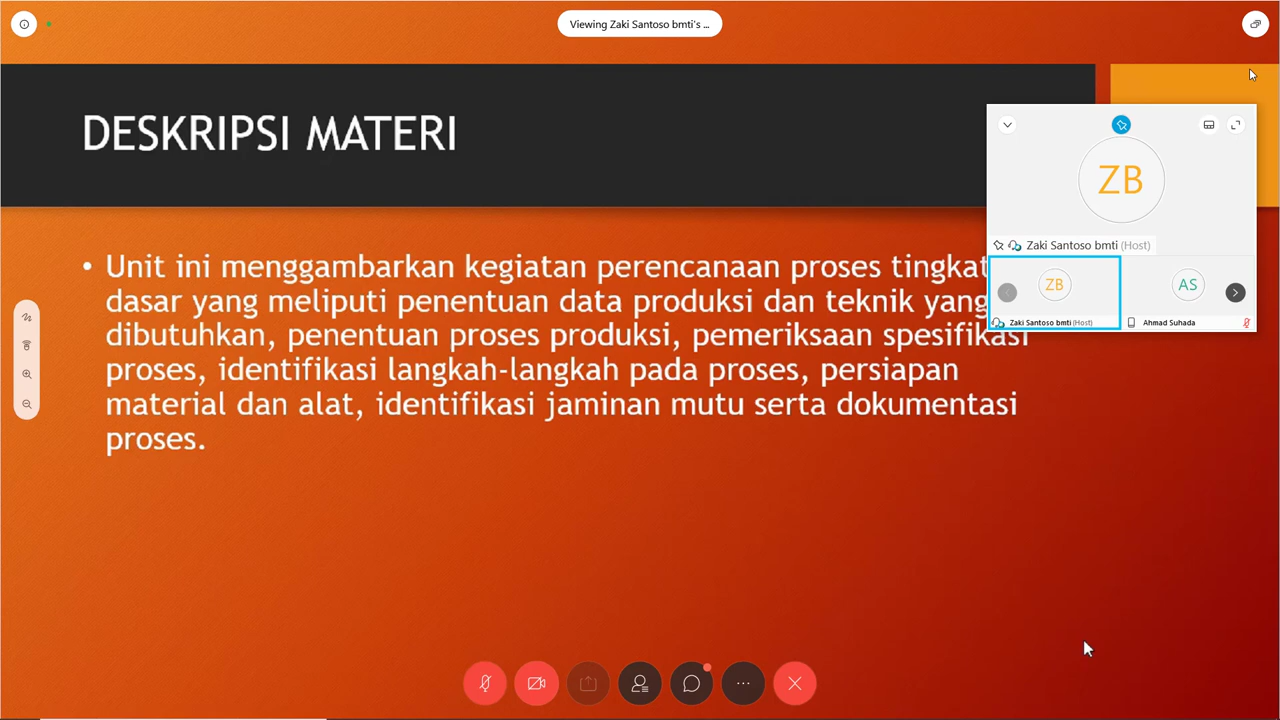 Viewing Zaki Santoso bmti's ...
DESKRIPSI MATERI
ZB
Zaki Santoso bmti (Host)
ZB
AS
Zaki Santoso bmti (Host)
Ahmad Suhada
• Unit ini menggambarkan kegiatan perencanaan proses tingkat
dasar yang meliputi penentuan data produksi dan teknik yang
dibutuhkan, penentuan proses produksi, pemeriksaan spesifikasi
proses, identifikasi langkah-langkah pada proses, persiapan
material dan alat, identifikasi jaminan mutu serta dokumentasi
proses.